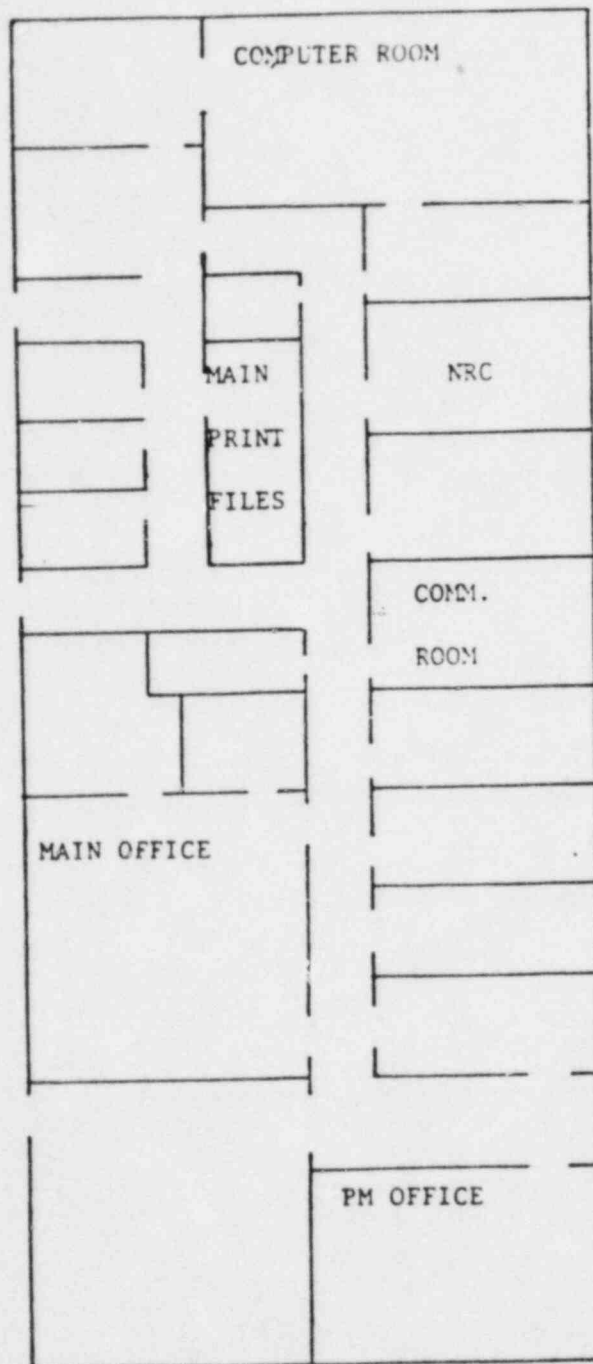 COMPUTER ROOM
MAIN
PRINT
FILES
NRC
COMM.
ROOM
MAIN OFFICE
PM OFFICE